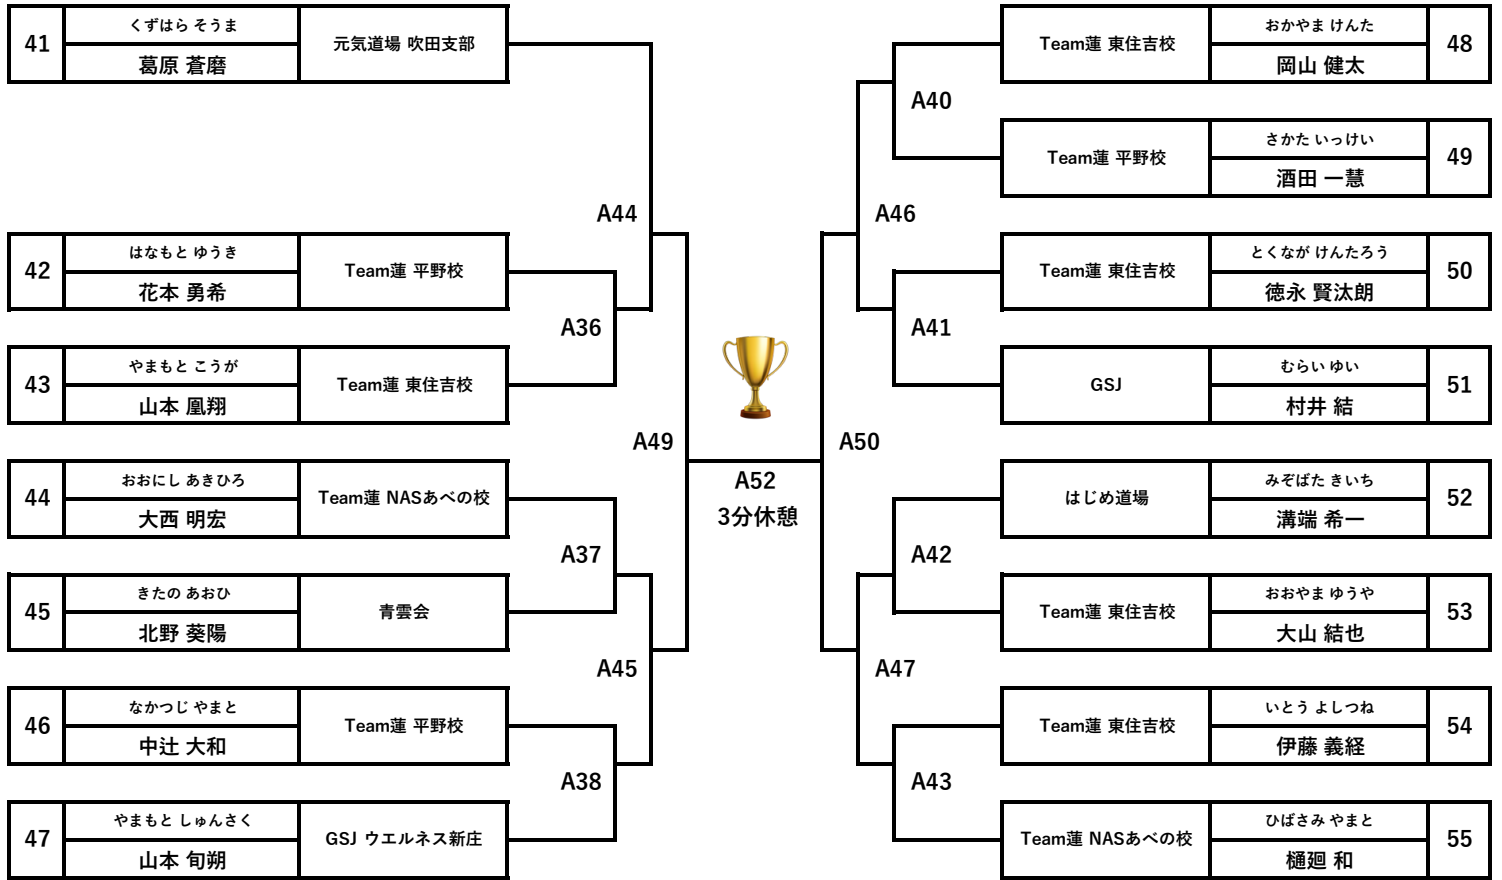 41
くずはら そうま
葛原 蒼磨
元気道場 吹田支部
42
はなもと ゆうき
花本 勇希
Team蓮 平野校
43
やまもと こうが
山本 凰翔
Team蓮 東住吉校
44
おおにし あきひろ
大西 明宏
Team蓮 NASあべの校
45
きたの あおひ
北野 葵陽
青雲会
46
なかつじ やまと
中辻 大和
Team蓮 平野校
47
やまもと しゅんさく
山本 旬朔
GSJ ウエルネス新庄
A44
A36
A37
A45
A38
A49
A52
3分休憩
A50
A46
A40
A41
A42
A47
A43
Team蓮 東住吉校
おかやま けんた
岡山 健太
48
Team蓮 平野校
さかた いっけい
酒田 一慧
49
Team蓮 東住吉校
とくなが けんたろう
徳永 賢汰朗
50
GSJ
むらい ゆい
村井 結
51
はじめ道場
みぞばた きいち
溝端 希一
52
Team蓮 東住吉校
おおやま ゆうや
大山 結也
53
Team蓮 東住吉校
いとう よしつね
伊藤 義経
54
Team蓮 NASあべの校
ひばさみ やまと
樋廻 和
55